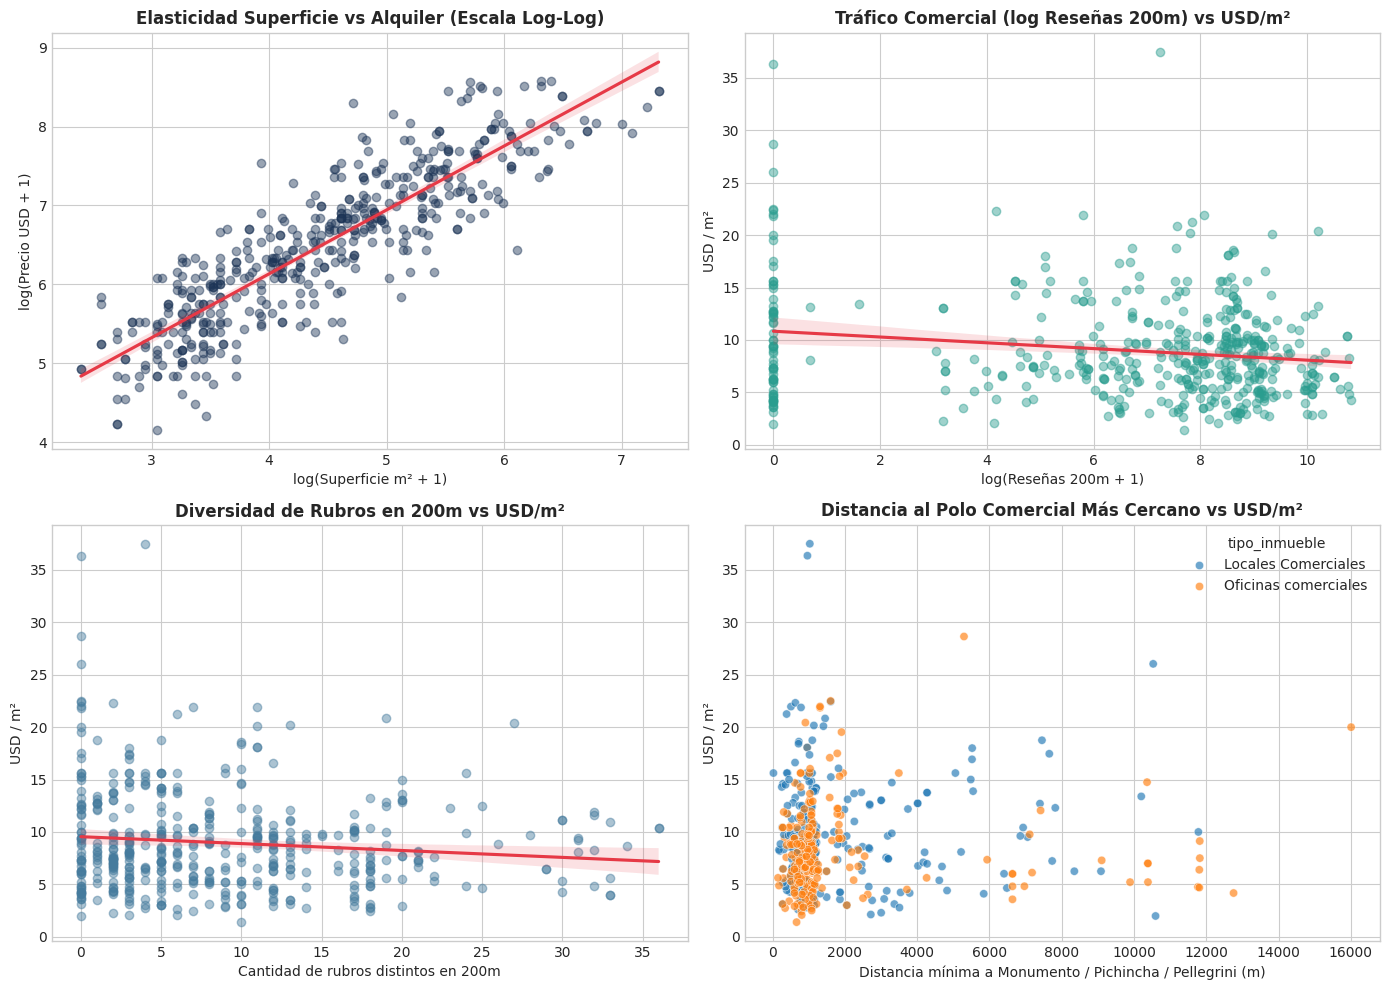 Elasticidad Superficie vs Alquiler (Escala Log-Log)
9
8
7
6
5
4
log(Precio USD + 1)
3 4 5 6 7
log(Superficie m² + 1)
Tráfico Comercial (log Reseñas 200m) vs USD/m²
35
30
25
20
15
10
5
0
USD / m²
0 2 4 6 8 10
log(Reseñas 200m + 1)
Diversidad de Rubros en 200m vs USD/m²
35
30
25
20
15
10
5
0
USD / m²
0 5 10 15 20 25 30 35
Cantidad de rubros distintos en 200m
Distancia al Polo Comercial Más Cercano vs USD/m²
tipo_inmueble
Locales Comerciales
Oficinas comerciales
35
30
25
20
15
10
5
0
USD / m²
0 2000 4000 6000 8000 10000 12000 14000 16000
Distancia mínima a Monumento / Pichincha / Pellegrini (m)